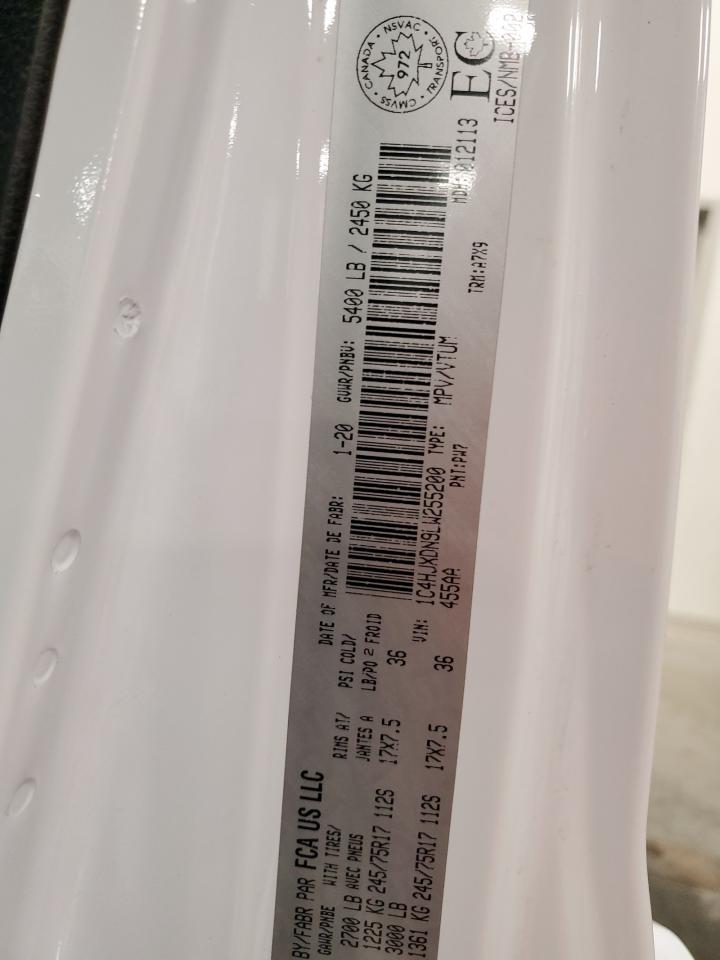 BY/FABR PAR FCA US LLC
DATE OF MFR/DATE DE FABR: 1-20 GVWR/PNBV: 5400 LB / 2450 KG
GAWR/PNBE WITH TIRES/ RIMS AT/ PSI COLD/
2700 LB AVEC PNEUS JANTES A LB/PO 2 FROID
1225 KG 245/75R17 112S 17X7.5 36
3000 LB
1361 KG 245/75R17 112S 17X7.5 36
VIN: 1C4HJXDN9LW255200 TYPE: MPV/VTUM
455AA PNT:PW7 TRM:A7X9
012113
CANADA • NSVAC • TRANSPORT • CMVSS •
972
EC
ICES/NMB-002